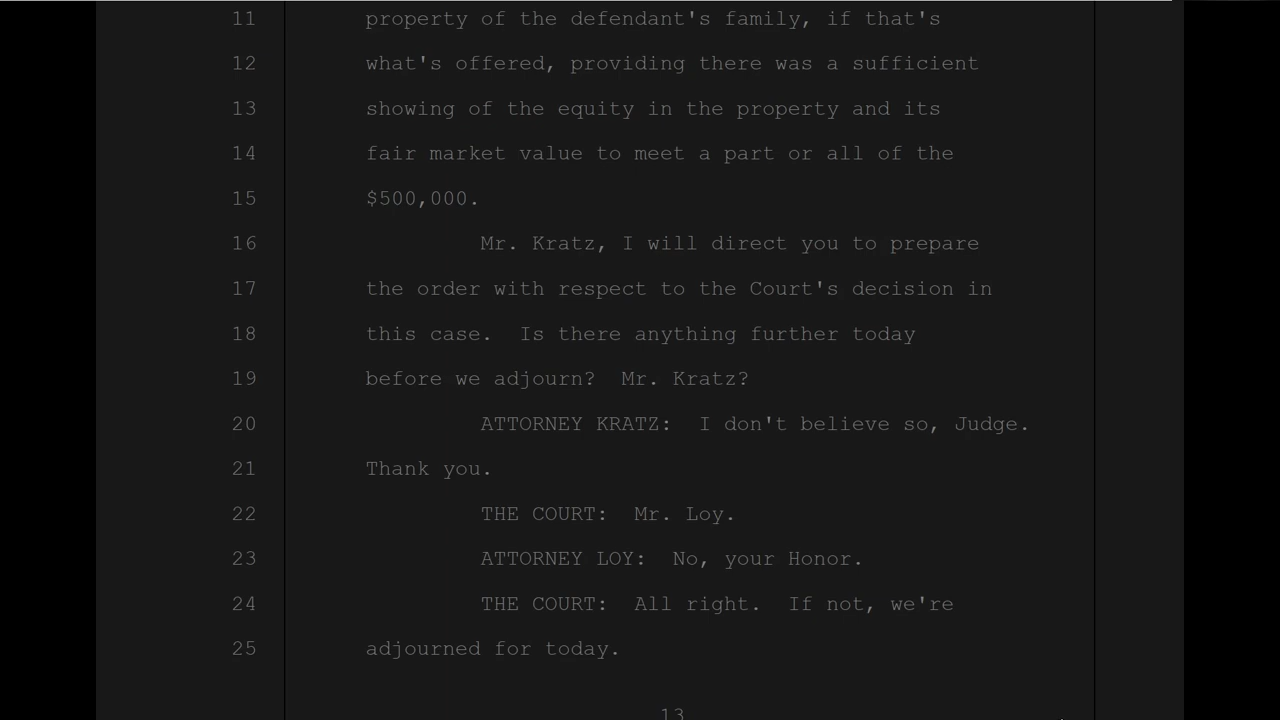 11 property of the defendant's family, if that's
12 what's offered, providing there was a sufficient
13 showing of the equity in the property and its
14 fair market value to meet a part or all of the
15 $500,000.
16 Mr. Kratz, I will direct you to prepare
17 the order with respect to the Court's decision in
18 this case. Is there anything further today
19 before we adjourn? Mr. Kratz?
20 ATTORNEY KRATZ: I don't believe so, Judge.
21 Thank you.
22 THE COURT: Mr. Loy.
23 ATTORNEY LOY: No, your Honor.
24 THE COURT: All right. If not, we're
25 adjourned for today.
13